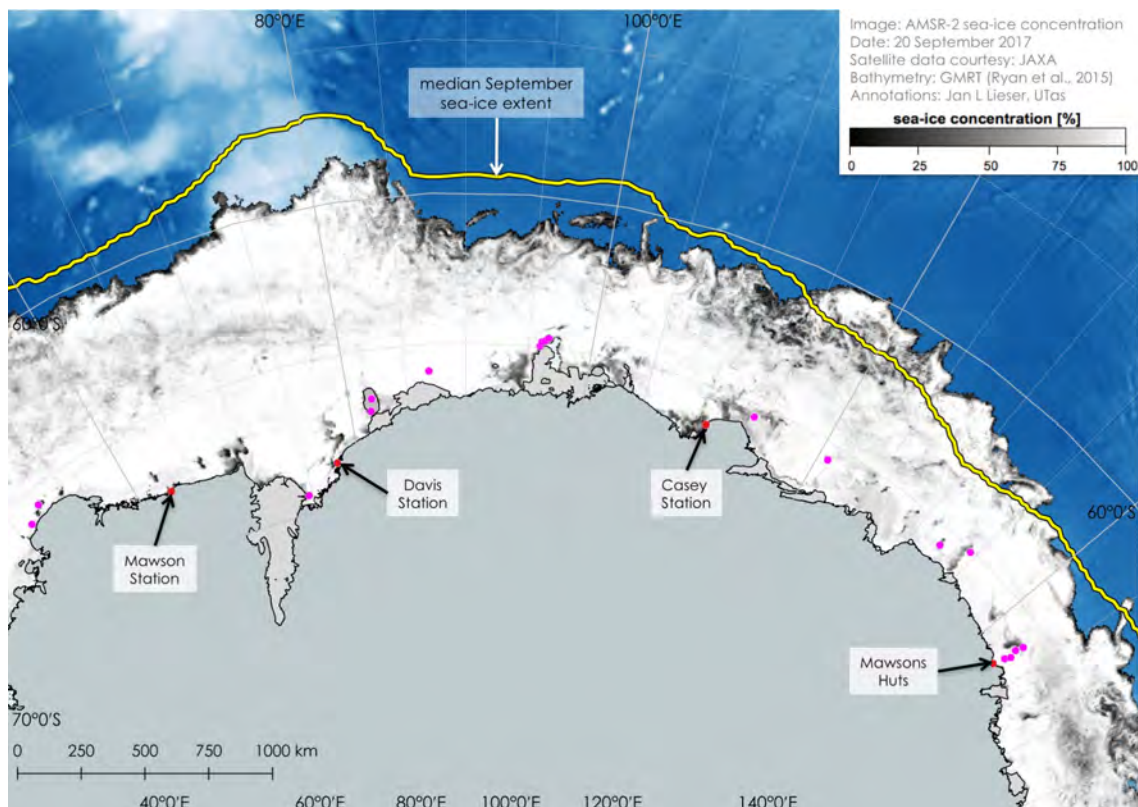 80°0'E
100°0'E
Image: AMSR-2 sea-ice concentration
Date: 20 September 2017
Satellite data courtesy: JAXA
Bathymetry: GMRT (Ryan et al., 2015)
Annotations: Jan L Lieser, UTas
sea-ice concentration [%]
0 25 50 75 100
median September
sea-ice extent
60°0'S
Davis
Station
Casey
Station
60°0'S
Mawson
Station
Mawsons
Huts
70°0'S
0 250 500 750 1000 km
40°0'E 60°0'E 80°0'E 100°0'E 120°0'E 140°0'E